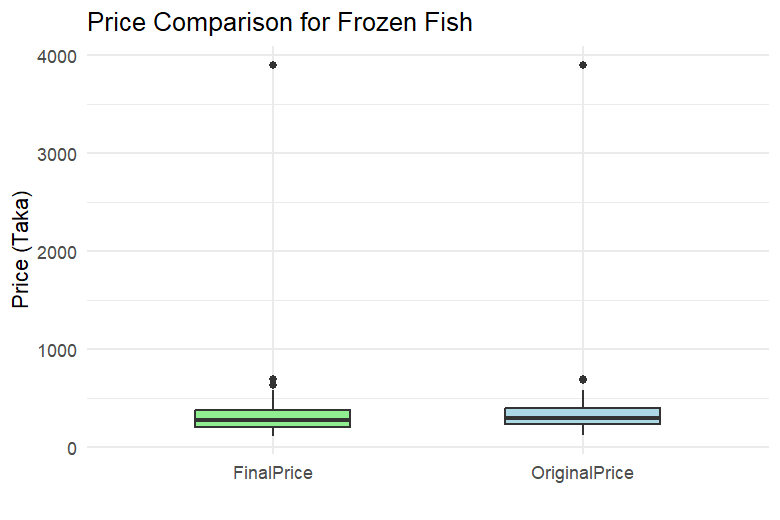 Price Comparison for Frozen Fish
Price (Taka)
4000
3000
2000
1000
0
FinalPrice
OriginalPrice